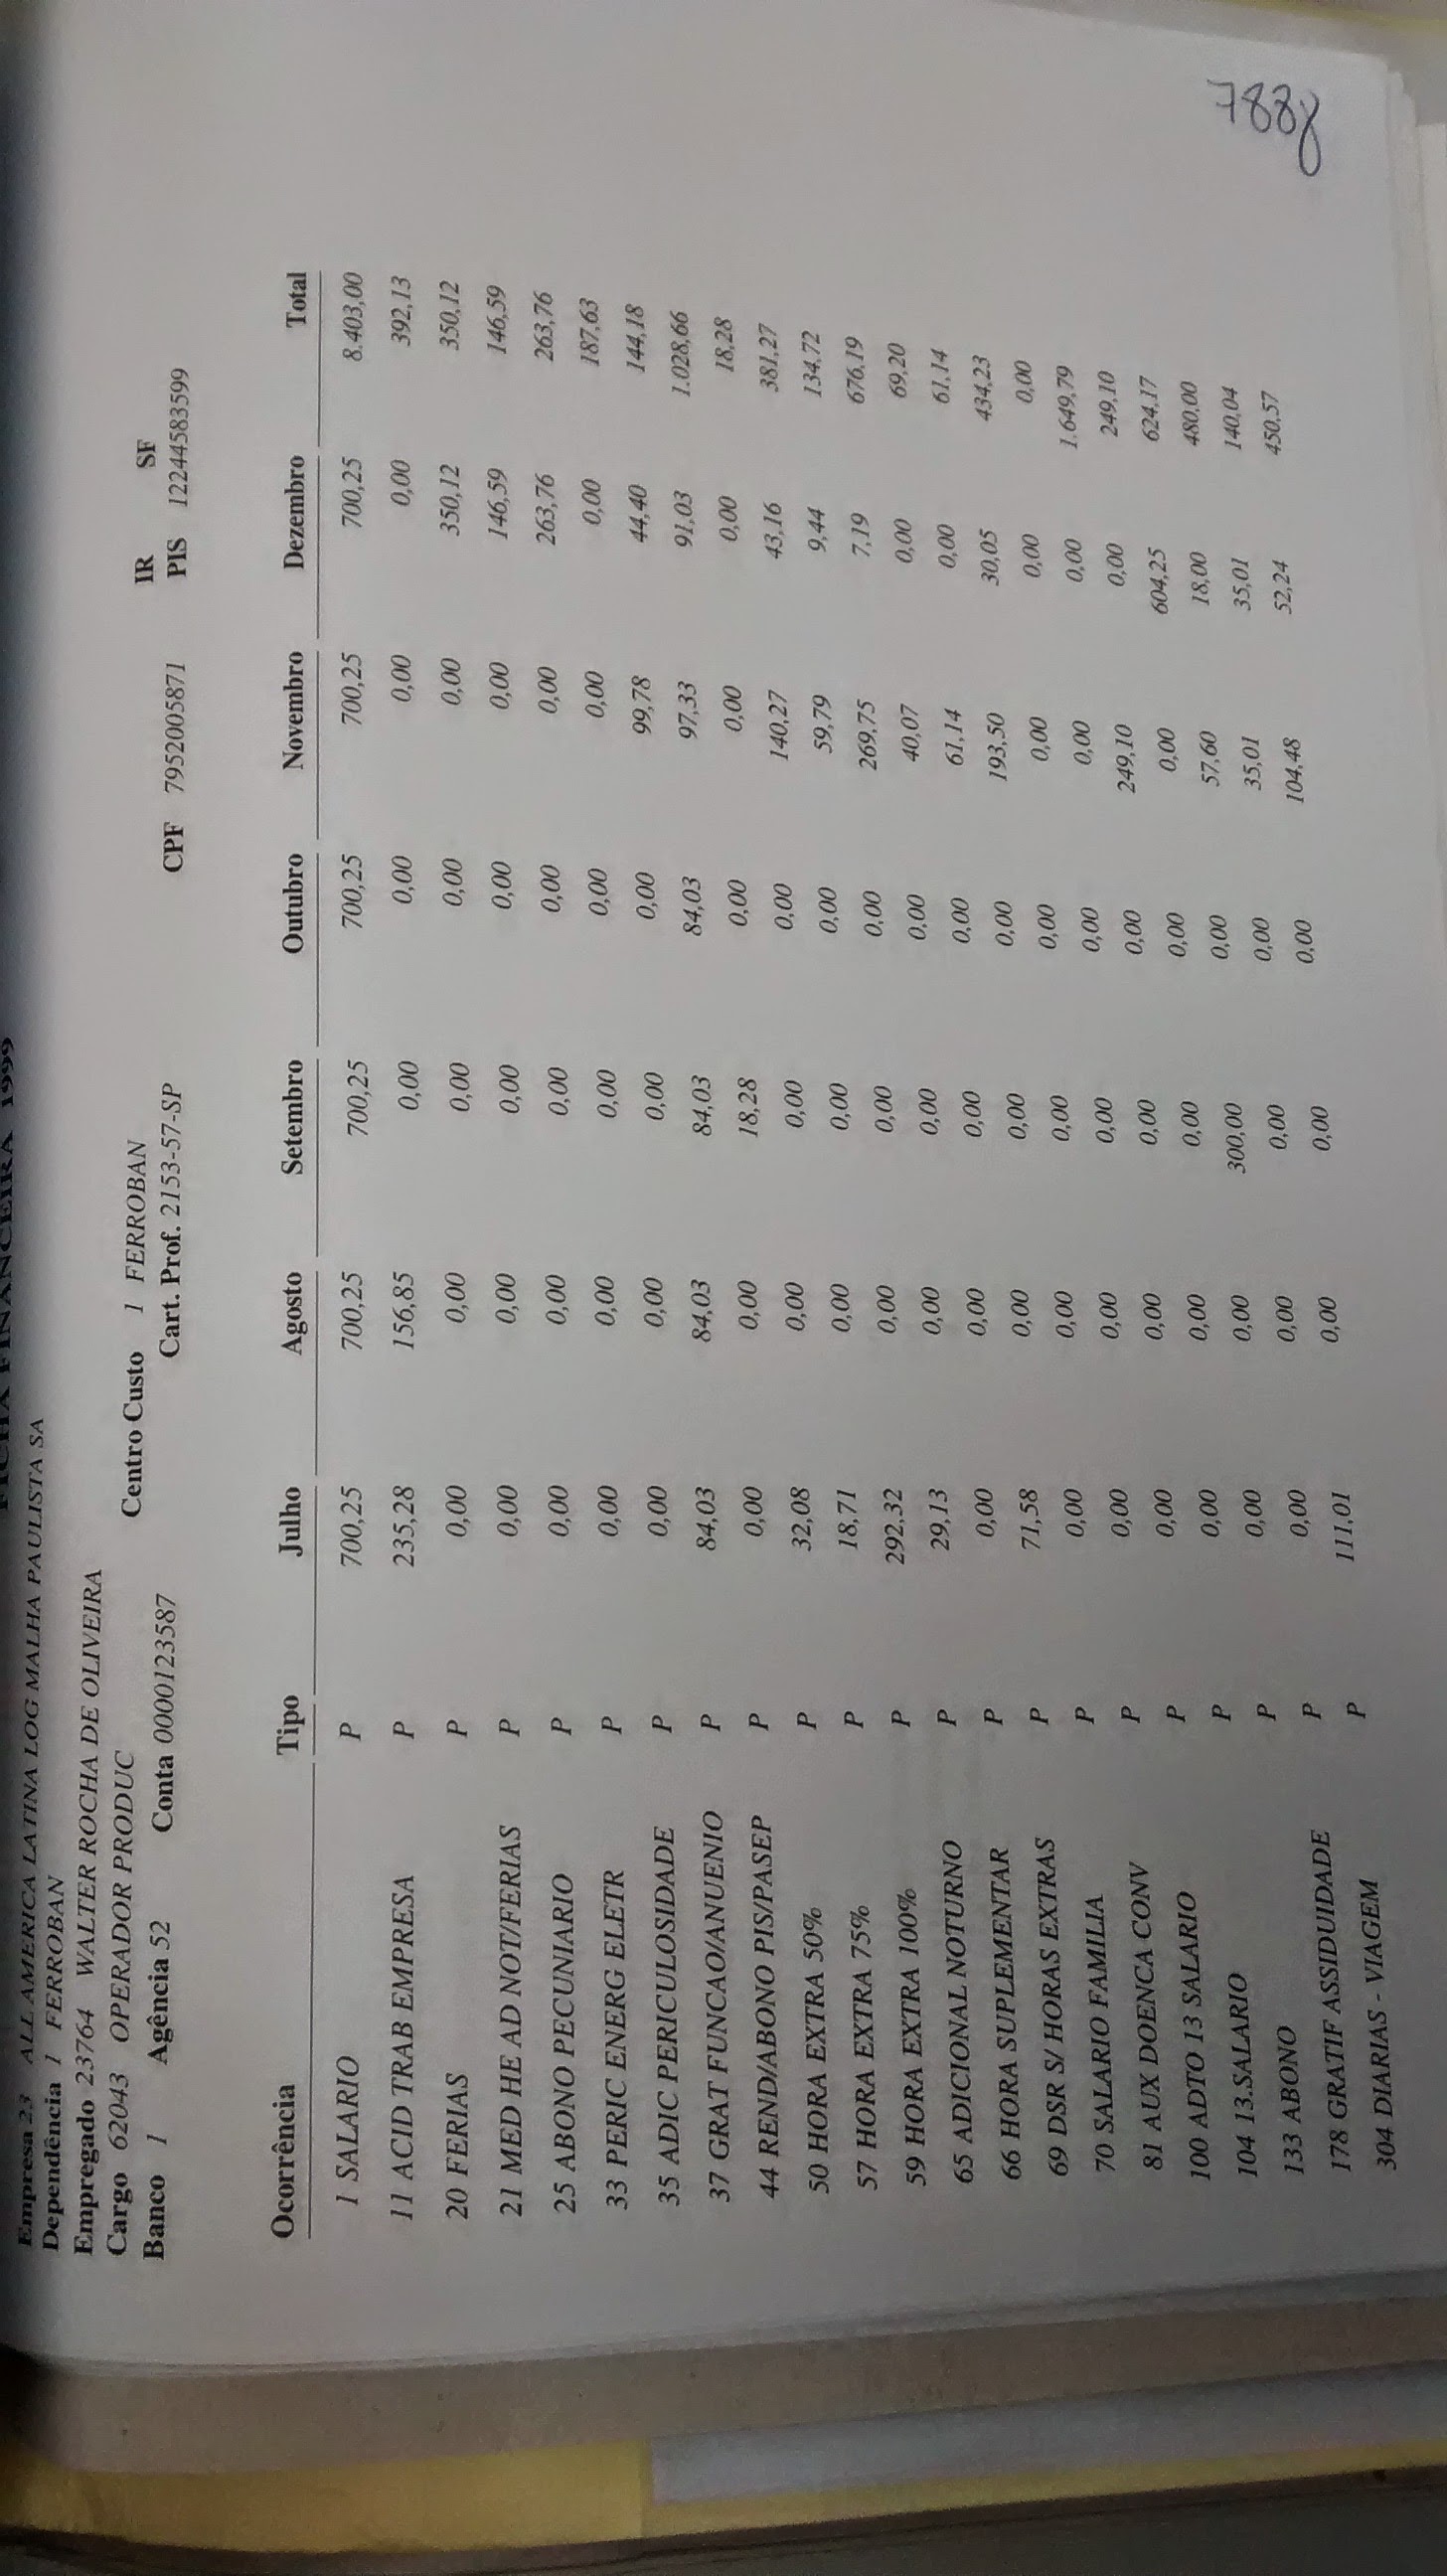 FICHA FINANCEIRA 1999
Empresa 23 ALL AMERICA LATINA LOG MALHA PAULISTA SA
Dependência 1 FERROBAN
Empregado 23764 WALTER ROCHA DE OLIVEIRA
Cargo 62043 OPERADOR PRODUC Centro Custo 1 FERROBAN IR SF
Banco 1 Agência 52 Conta 0000123587 Cart. Prof. 2153-57-SP CPF 7952005871 PIS 12244583599
Ocorrência Tipo Julho Agosto Setembro Outubro Novembro Dezembro Total
1 SALARIO P 700,25 700,25 700,25 700,25 700,25 700,25 8.403,00
11 ACID TRAB EMPRESA P 235,28 156,85 0,00 0,00 0,00 0,00 392,13
20 FERIAS P 0,00 0,00 0,00 0,00 0,00 350,12 350,12
21 MED HE AD NOT/FERIAS P 0,00 0,00 0,00 0,00 0,00 146,59 146,59
25 ABONO PECUNIARIO P 0,00 0,00 0,00 0,00 0,00 263,76 263,76
33 PERIC ENERG ELETR P 0,00 0,00 0,00 0,00 0,00 0,00 187,63
35 ADIC PERICULOSIDADE P 0,00 0,00 0,00 0,00 99,78 44,40 144,18
37 GRAT FUNCAO/ANUENIO P 84,03 84,03 84,03 84,03 97,33 91,03 1.028,66
44 REND/ABONO PIS/PASEP P 0,00 0,00 18,28 0,00 0,00 0,00 18,28
50 HORA EXTRA 50% P 32,08 0,00 0,00 0,00 140,27 43,16 381,27
57 HORA EXTRA 75% P 18,71 0,00 0,00 0,00 59,79 9,44 134,72
59 HORA EXTRA 100% P 292,32 0,00 0,00 0,00 269,75 7,19 676,19
65 ADICIONAL NOTURNO P 29,13 0,00 0,00 0,00 40,07 0,00 69,20
66 HORA SUPLEMENTAR P 0,00 0,00 0,00 0,00 61,14 0,00 61,14
69 DSR S/ HORAS EXTRAS P 71,58 0,00 0,00 0,00 193,50 30,05 434,23
70 SALARIO FAMILIA P 0,00 0,00 0,00 0,00 0,00 0,00 0,00
81 AUX DOENCA CONV P 0,00 0,00 0,00 0,00 0,00 0,00 1.649,79
100 ADTO 13 SALARIO P 0,00 0,00 0,00 0,00 249,10 0,00 249,10
104 13.SALARIO P 0,00 0,00 0,00 0,00 0,00 604,25 624,17
133 ABONO P 0,00 0,00 300,00 0,00 57,60 18,00 480,00
178 GRATIF ASSIDUIDADE P 0,00 0,00 0,00 0,00 35,01 35,01 140,04
304 DIARIAS - VIAGEM P 111,01 0,00 0,00 0,00 104,48 52,24 450,57
788